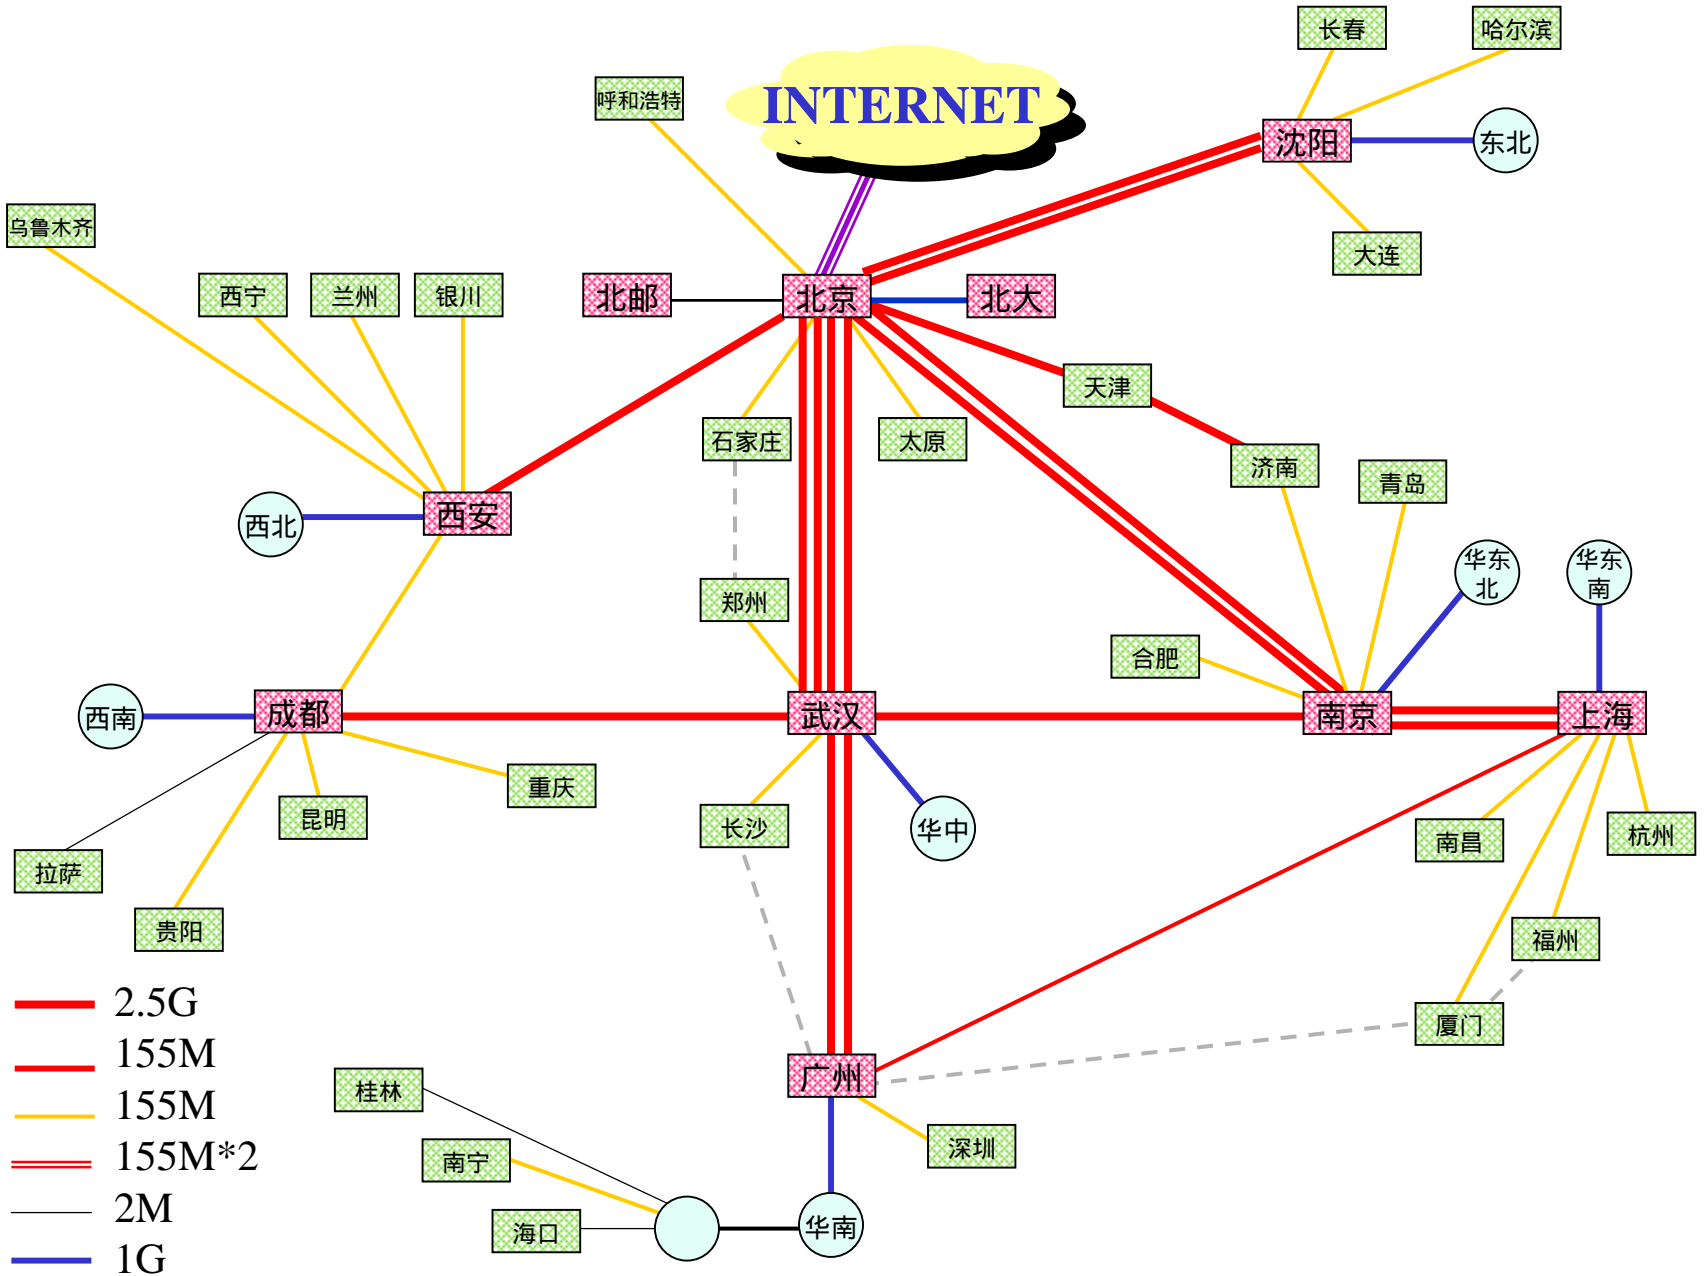 长春
哈尔滨
呼和浩特
INTERNET
沈阳
东北
乌鲁木齐
大连
西宁
兰州
银川
北邮
北京
北大
天津
石家庄
太原
济南
青岛
西北
西安
华东
北
华东
南
郑州
合肥
西南
成都
武汉
南京
上海
重庆
昆明
长沙
华中
南昌
杭州
拉萨
贵阳
福州
厦门
2.5G
155M
155M
155M*2
2M
1G
广州
桂林
南宁
深圳
海口
华南